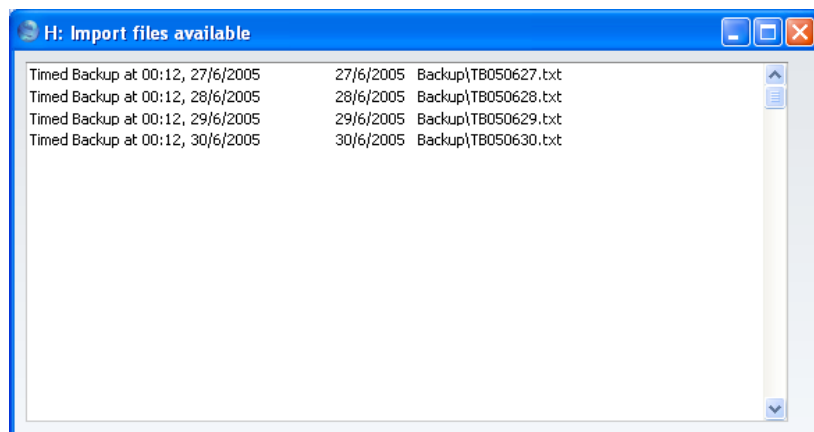 H: Import files available
Timed Backup at 00:12, 27/6/2005 27/6/2005 Backup\TB050627.txt
Timed Backup at 00:12, 28/6/2005 28/6/2005 Backup\TB050628.txt
Timed Backup at 00:12, 29/6/2005 29/6/2005 Backup\TB050629.txt
Timed Backup at 00:12, 30/6/2005 30/6/2005 Backup\TB050630.txt